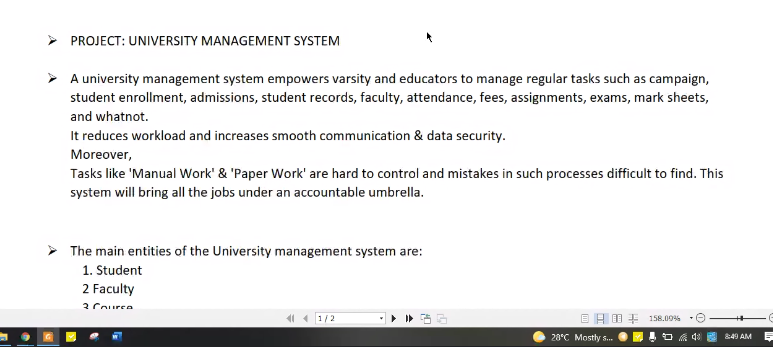 PROJECT: UNIVERSITY MANAGEMENT SYSTEM
A university management system empowers varsity and educators to manage regular tasks such as campaign,
student enrollment, admissions, student records, faculty, attendance, fees, assignments, exams, mark sheets,
and whatnot.
It reduces workload and increases smooth communication & data security.
Moreover,
Tasks like 'Manual Work' & 'Paper Work' are hard to control and mistakes in such processes difficult to find. This
system will bring all the jobs under an accountable umbrella.
The main entities of the University management system are:
1. Student
2 Faculty
3 Course
1 / 2
158.09%
28°C Mostly s...
8:49 AM